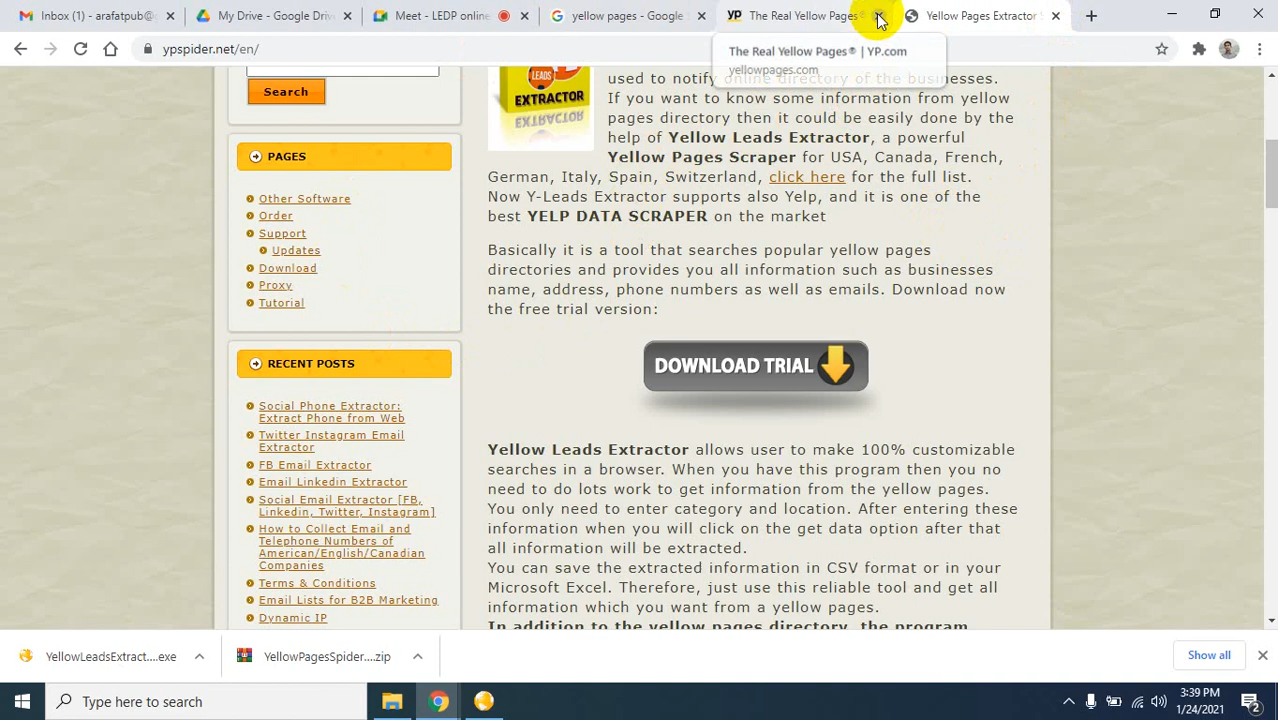 Inbox (1) - arafatpub@g
My Drive - Google Driv
Meet - LEDP online
yellow pages - Google
yp The Real Yellow Pages®
Yellow Pages Extractor
ypspider.net/en/
The Real Yellow Pages® | YP.com
yellowpages.com
Search
PAGES
Other Software
Order
Support
Updates
Download
Proxy
Tutorial
RECENT POSTS
Social Phone Extractor:
Extract Phone from Web
Twitter Instagram Email
Extractor
FB Email Extractor
Email Linkedin Extractor
Social Email Extractor [FB,
Linkedin, Twitter, Instagram]
How to Collect Email and
Telephone Numbers of
American/English/Canadian
Companies
Terms & Conditions
Email Lists for B2B Marketing
Dynamic IP
LEADS
EXTRACTOR
used to notify online directory of the businesses.
If you want to know some information from yellow
pages directory then it could be easily done by the
help of Yellow Leads Extractor, a powerful
Yellow Pages Scraper for USA, Canada, French,
German, Italy, Spain, Switzerland, click here for the full list.
Now Y-Leads Extractor supports also Yelp, and it is one of the
best YELP DATA SCRAPER on the market
Basically it is a tool that searches popular yellow pages
directories and provides you all information such as businesses
name, address, phone numbers as well as emails. Download now
the free trial version:
DOWNLOAD TRIAL
Yellow Leads Extractor allows user to make 100% customizable
searches in a browser. When you have this program then you no
need to do lots work to get information from the yellow pages.
You only need to enter category and location. After entering these
information when you will click on the get data option after that
all information will be extracted.
You can save the extracted information in CSV format or in your
Microsoft Excel. Therefore, just use this reliable tool and get all
information which you want from a yellow pages.
In addition to the yellow pages directory, the program
YellowLeadsExtract....exe
YellowPagesSpider....zip
Show all
Type here to search
3:39 PM
1/24/2021
2